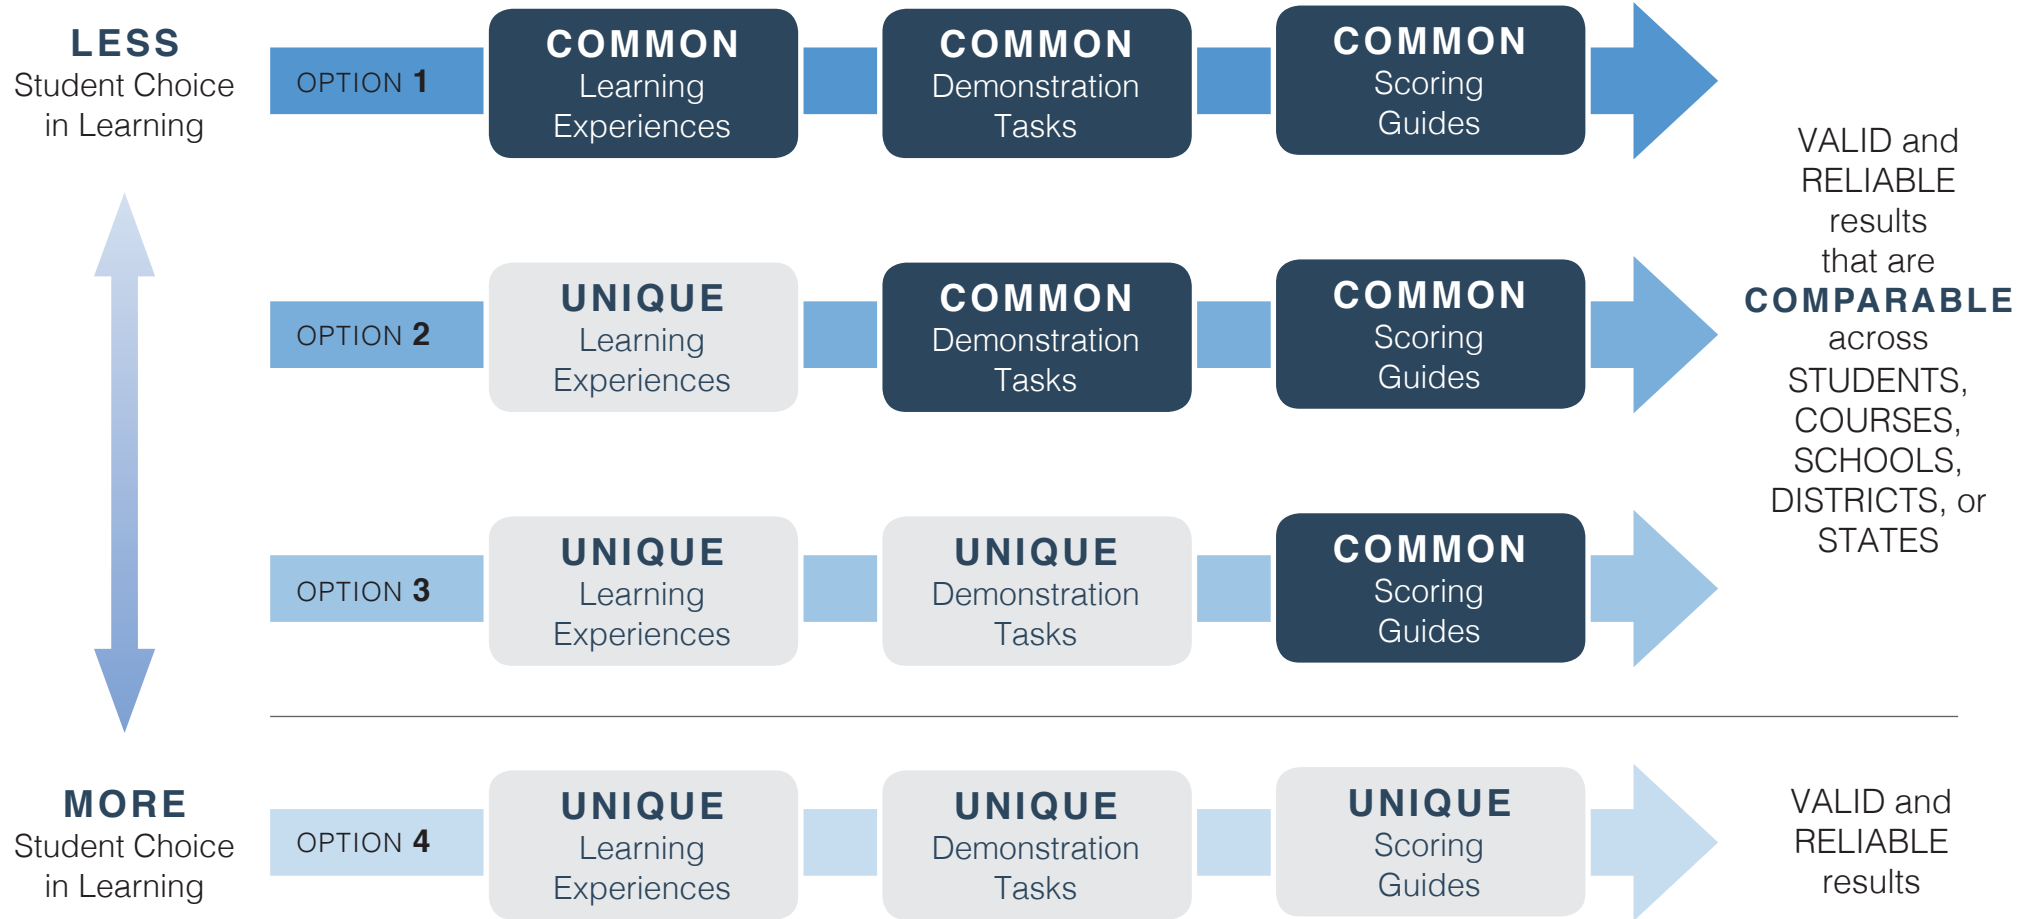 LESS
Student Choice
in Learning
OPTION 1
COMMON
Learning
Experiences
COMMON
Demonstration
Tasks
COMMON
Scoring
Guides
OPTION 2
UNIQUE
Learning
Experiences
COMMON
Demonstration
Tasks
COMMON
Scoring
Guides
OPTION 3
UNIQUE
Learning
Experiences
UNIQUE
Demonstration
Tasks
COMMON
Scoring
Guides
VALID and
RELIABLE
results
that are
COMPARABLE
across
STUDENTS,
COURSES,
SCHOOLS,
DISTRICTS, or
STATES
MORE
Student Choice
in Learning
OPTION 4
UNIQUE
Learning
Experiences
UNIQUE
Demonstration
Tasks
UNIQUE
Scoring
Guides
VALID and
RELIABLE
results